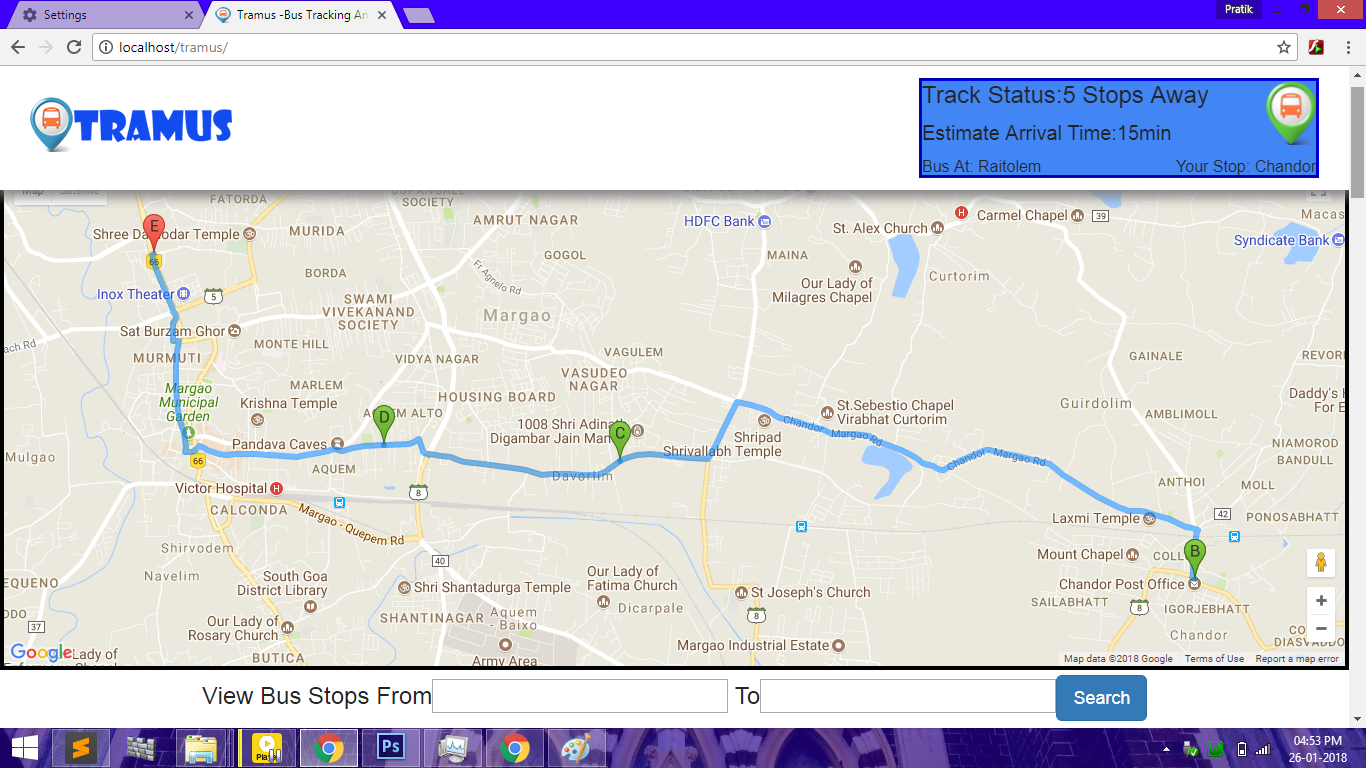 Settings
Tramus -Bus Tracking An
Pratik
localhost/tramus/
TRAMUS
Track Status:5 Stops Away
Estimate Arrival Time:15min
Bus At: Raitolem
Your Stop: Chandor
Map
Satellite
FATORDA
SOCIETY
AMRUT NAGAR
HDFC Bank
St. Alex Church
Carmel Chapel
39
Macas
E
Shree Da
odar Temple
MURIDA
Syndicate Bank
66
BORDA
GOGOL
MAINA
Our Lady of
Milagres Chapel
Curtorim
Fr Agnelo Rd
Inox Theater
5
SWAMI
VIVEKANAND
SOCIETY
Margao
Sat Burzam Ghor
ach Rd
MONTE HILL
MURMUTI
VIDYA NAGAR
VAGULEM
GAINALE
REVOR
VASUDEO
NAGAR
Margao
Municipal
Garden
MARLEM
HOUSING BOARD
Krishna Temple
Daddy's H
For E
Guirdolim
AMBLIMOLL
St.Sebestio Chapel
Virabhat Curtorim
D
ALTO
1008 Shri Adinat
Digambar Jain Man
C
Chandor - Margao Rd
Shripad
Shrivallabh Temple
Pandava Caves
NIAMOROD
BANDULL
Mulgao
66
AQUEM
Davorlim
Chandor - Margao Rd
ANTHOI
MOLL
Victor Hospital
8
CALCONDA
Margao - Quepem Rd
Laxmi Temple
42
PONOSABHATT
Shirvodem
40
Mount Chapel
COLL
B
Navelim
EQUENO
South Goa
District Library
Shri Shantadurga Temple
Our Lady of
Fatima Church
Dicarpale
St Joseph's Church
Chandor Post Office
SAILABHATT
8
IGORJEBHATT
DO
37
Our Lady of
Rosary Church
SHANTINAGAR
Aquem
- Baixo
8
Chandor
DIASVADDO
BUTICA
Army Area
Margao Industrial Estate
Google
Lady of
Map data ©2018 Google
Terms of Use
Report a map error
View Bus Stops From
To
Search
Play
Ps
04:53 PM
26-01-2018